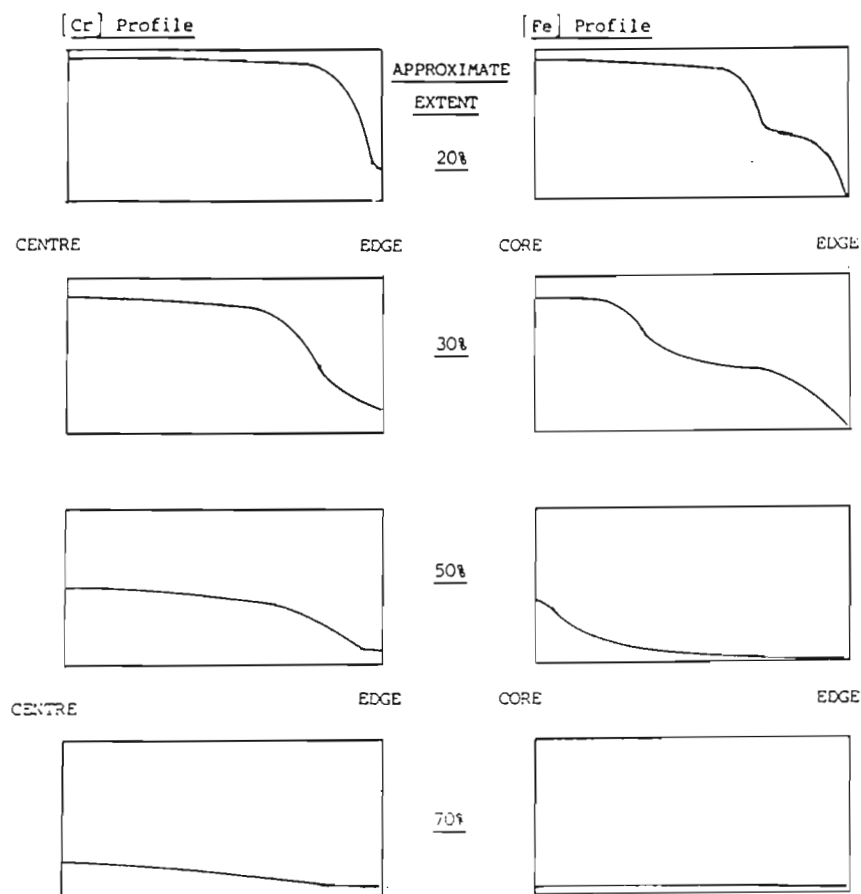 [Cr] Profile
[Fe] Profile
APPROXIMATE
EXTENT
20%
CENTRE EDGE CORE EDGE
30%
50%
CENTRE EDGE CORE EDGE
70%